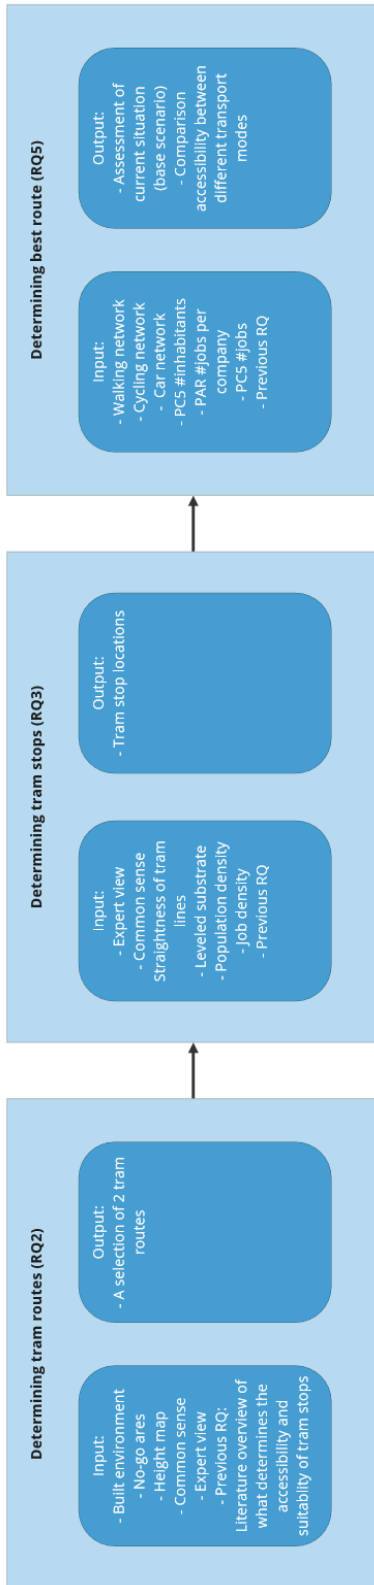 Determining tram routes (RQ2)
Input:
- Built environment
- No-go ares
- Height map
- Common sense
- Expert view
- Previous RQ:
Literature overview of
what determines the
accessibility and
suitablity of tram stops
Output:
- A selection of 2 tram
routes
Determining tram stops (RQ3)
Input:
- Expert view
- Common sense
Straightness of tram
lines
- Leveled substrate
- Population density
- Job density
- Previous RQ
Output:
- Tram stop locations
Determining best route (RQ5)
Input:
- Walking network
- Cycling network
- Car network
- PC5 #inhabitants
- PAR #jobs per
company
- PC5 #jobs
- Previous RQ
Output:
- Assessment of
current situation
(base scenario)
- Comparison
accessibility between
different transport
modes